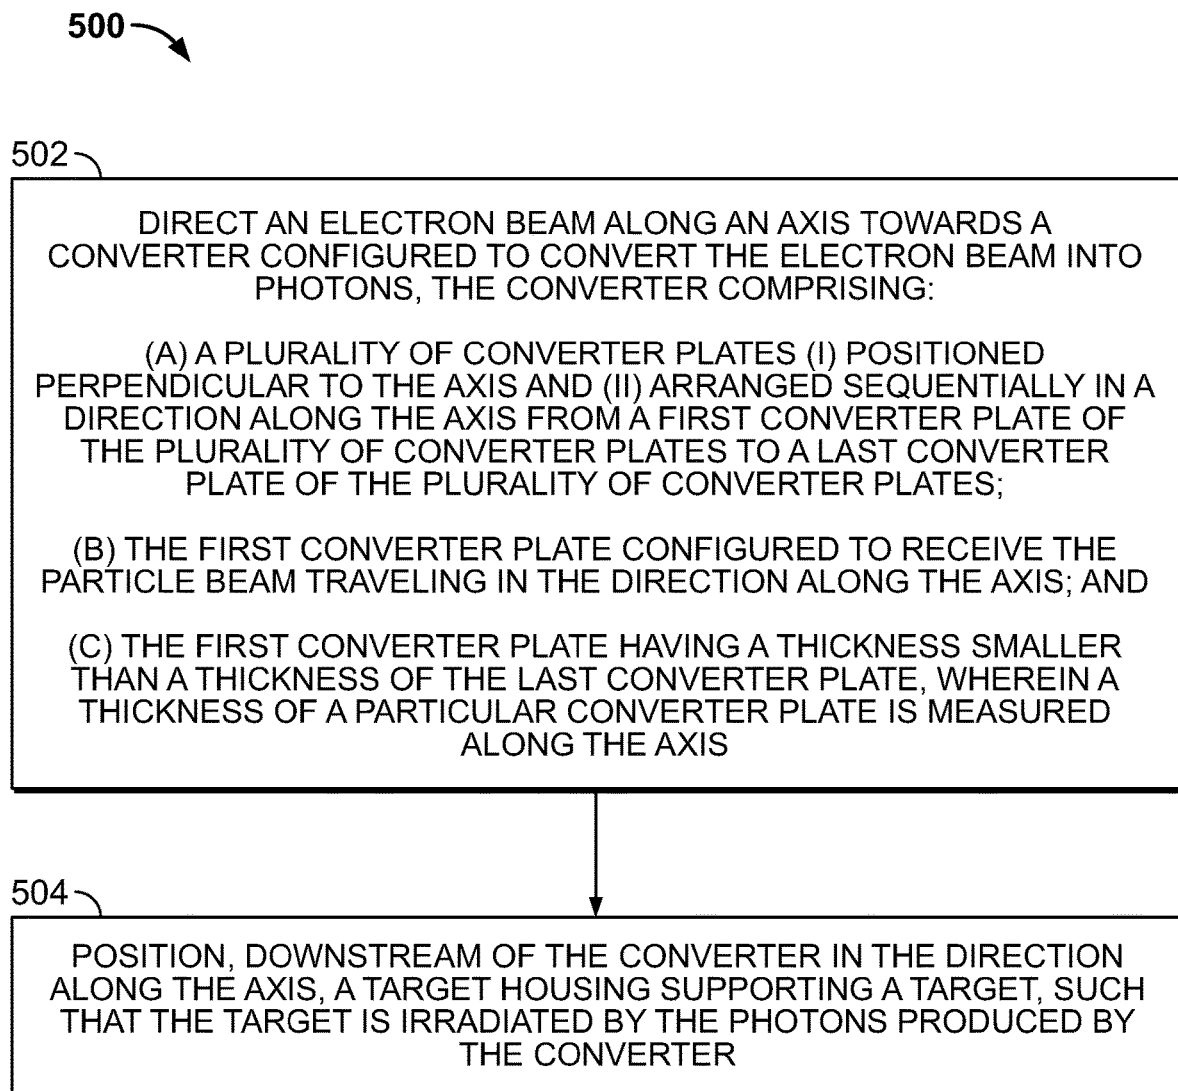 500
502
DIRECT AN ELECTRON BEAM ALONG AN AXIS TOWARDS A
CONVERTER CONFIGURED TO CONVERT THE ELECTRON BEAM INTO
PHOTONS, THE CONVERTER COMPRISING:
(A) A PLURALITY OF CONVERTER PLATES (I) POSITIONED
PERPENDICULAR TO THE AXIS AND (II) ARRANGED SEQUENTIALLY IN A
DIRECTION ALONG THE AXIS FROM A FIRST CONVERTER PLATE OF
THE PLURALITY OF CONVERTER PLATES TO A LAST CONVERTER
PLATE OF THE PLURALITY OF CONVERTER PLATES;
(B) THE FIRST CONVERTER PLATE CONFIGURED TO RECEIVE THE
PARTICLE BEAM TRAVELING IN THE DIRECTION ALONG THE AXIS; AND
(C) THE FIRST CONVERTER PLATE HAVING A THICKNESS SMALLER
THAN A THICKNESS OF THE LAST CONVERTER PLATE, WHEREIN A
THICKNESS OF A PARTICULAR CONVERTER PLATE IS MEASURED
ALONG THE AXIS
504
POSITION, DOWNSTREAM OF THE CONVERTER IN THE DIRECTION
ALONG THE AXIS, A TARGET HOUSING SUPPORTING A TARGET, SUCH
THAT THE TARGET IS IRRADIATED BY THE PHOTONS PRODUCED BY
THE CONVERTER